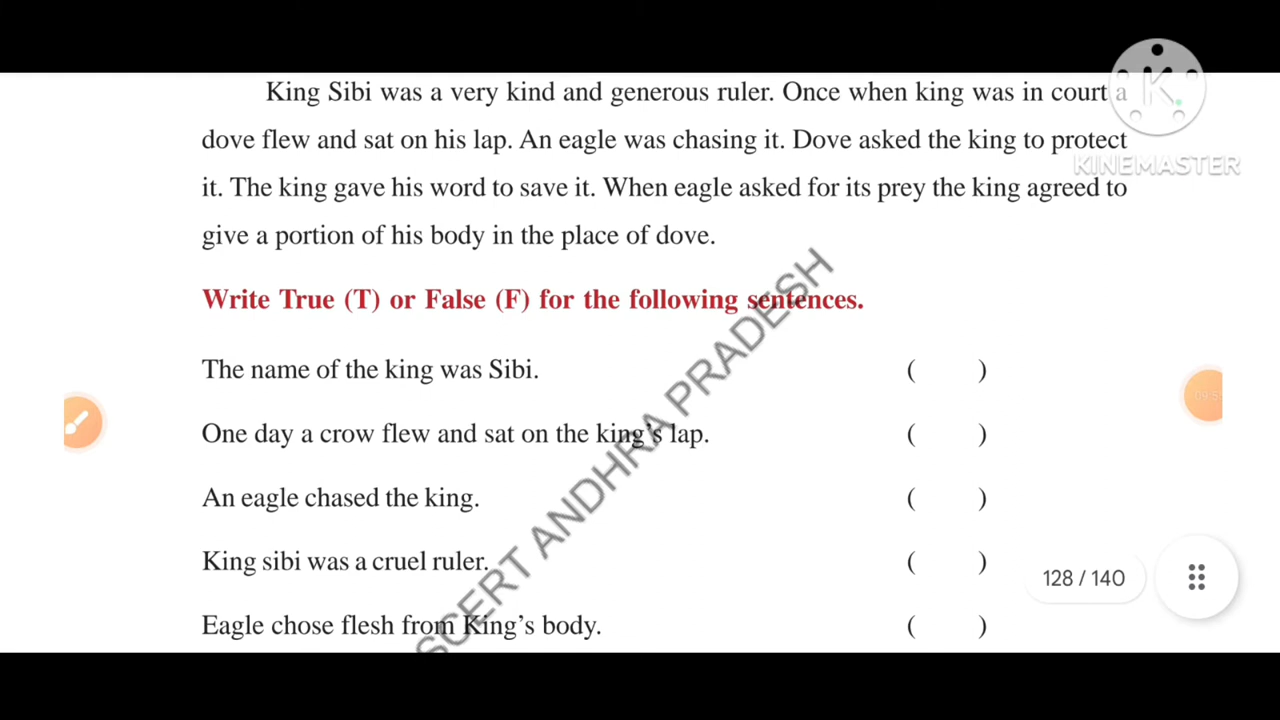 King Sibi was a very kind and generous ruler. Once when king was in court a
dove flew and sat on his lap. An eagle was chasing it. Dove asked the king to protect
it. The king gave his word to save it. When eagle asked for its prey the king agreed to
give a portion of his body in the place of dove.
Write True (T) or False (F) for the following sentences.
The name of the king was Sibi. ( )
One day a crow flew and sat on the king's lap. ( )
An eagle chased the king. ( )
King sibi was a cruel ruler. ( )
Eagle chose flesh from King's body. ( )
SCERT ANDHRA PRADESH
KINEMASTER
128 / 140